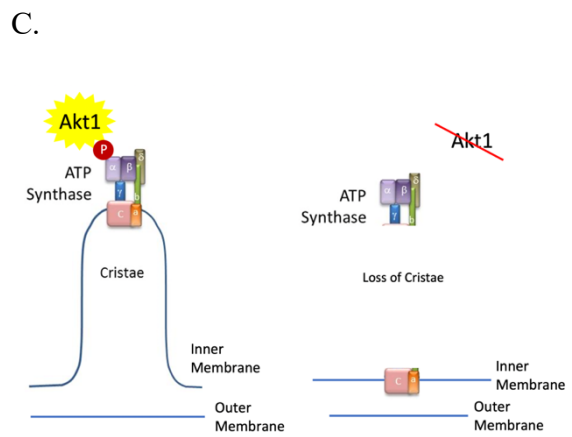 C.
Akt1
P
α
β
δ
γ
b
C
a
ATP
Synthase
Cristae
Inner
Membrane
Outer
Membrane
Akt1
α
β
δ
γ
b
ATP
Synthase
Loss of Cristae
C
a
Inner
Membrane
Outer
Membrane